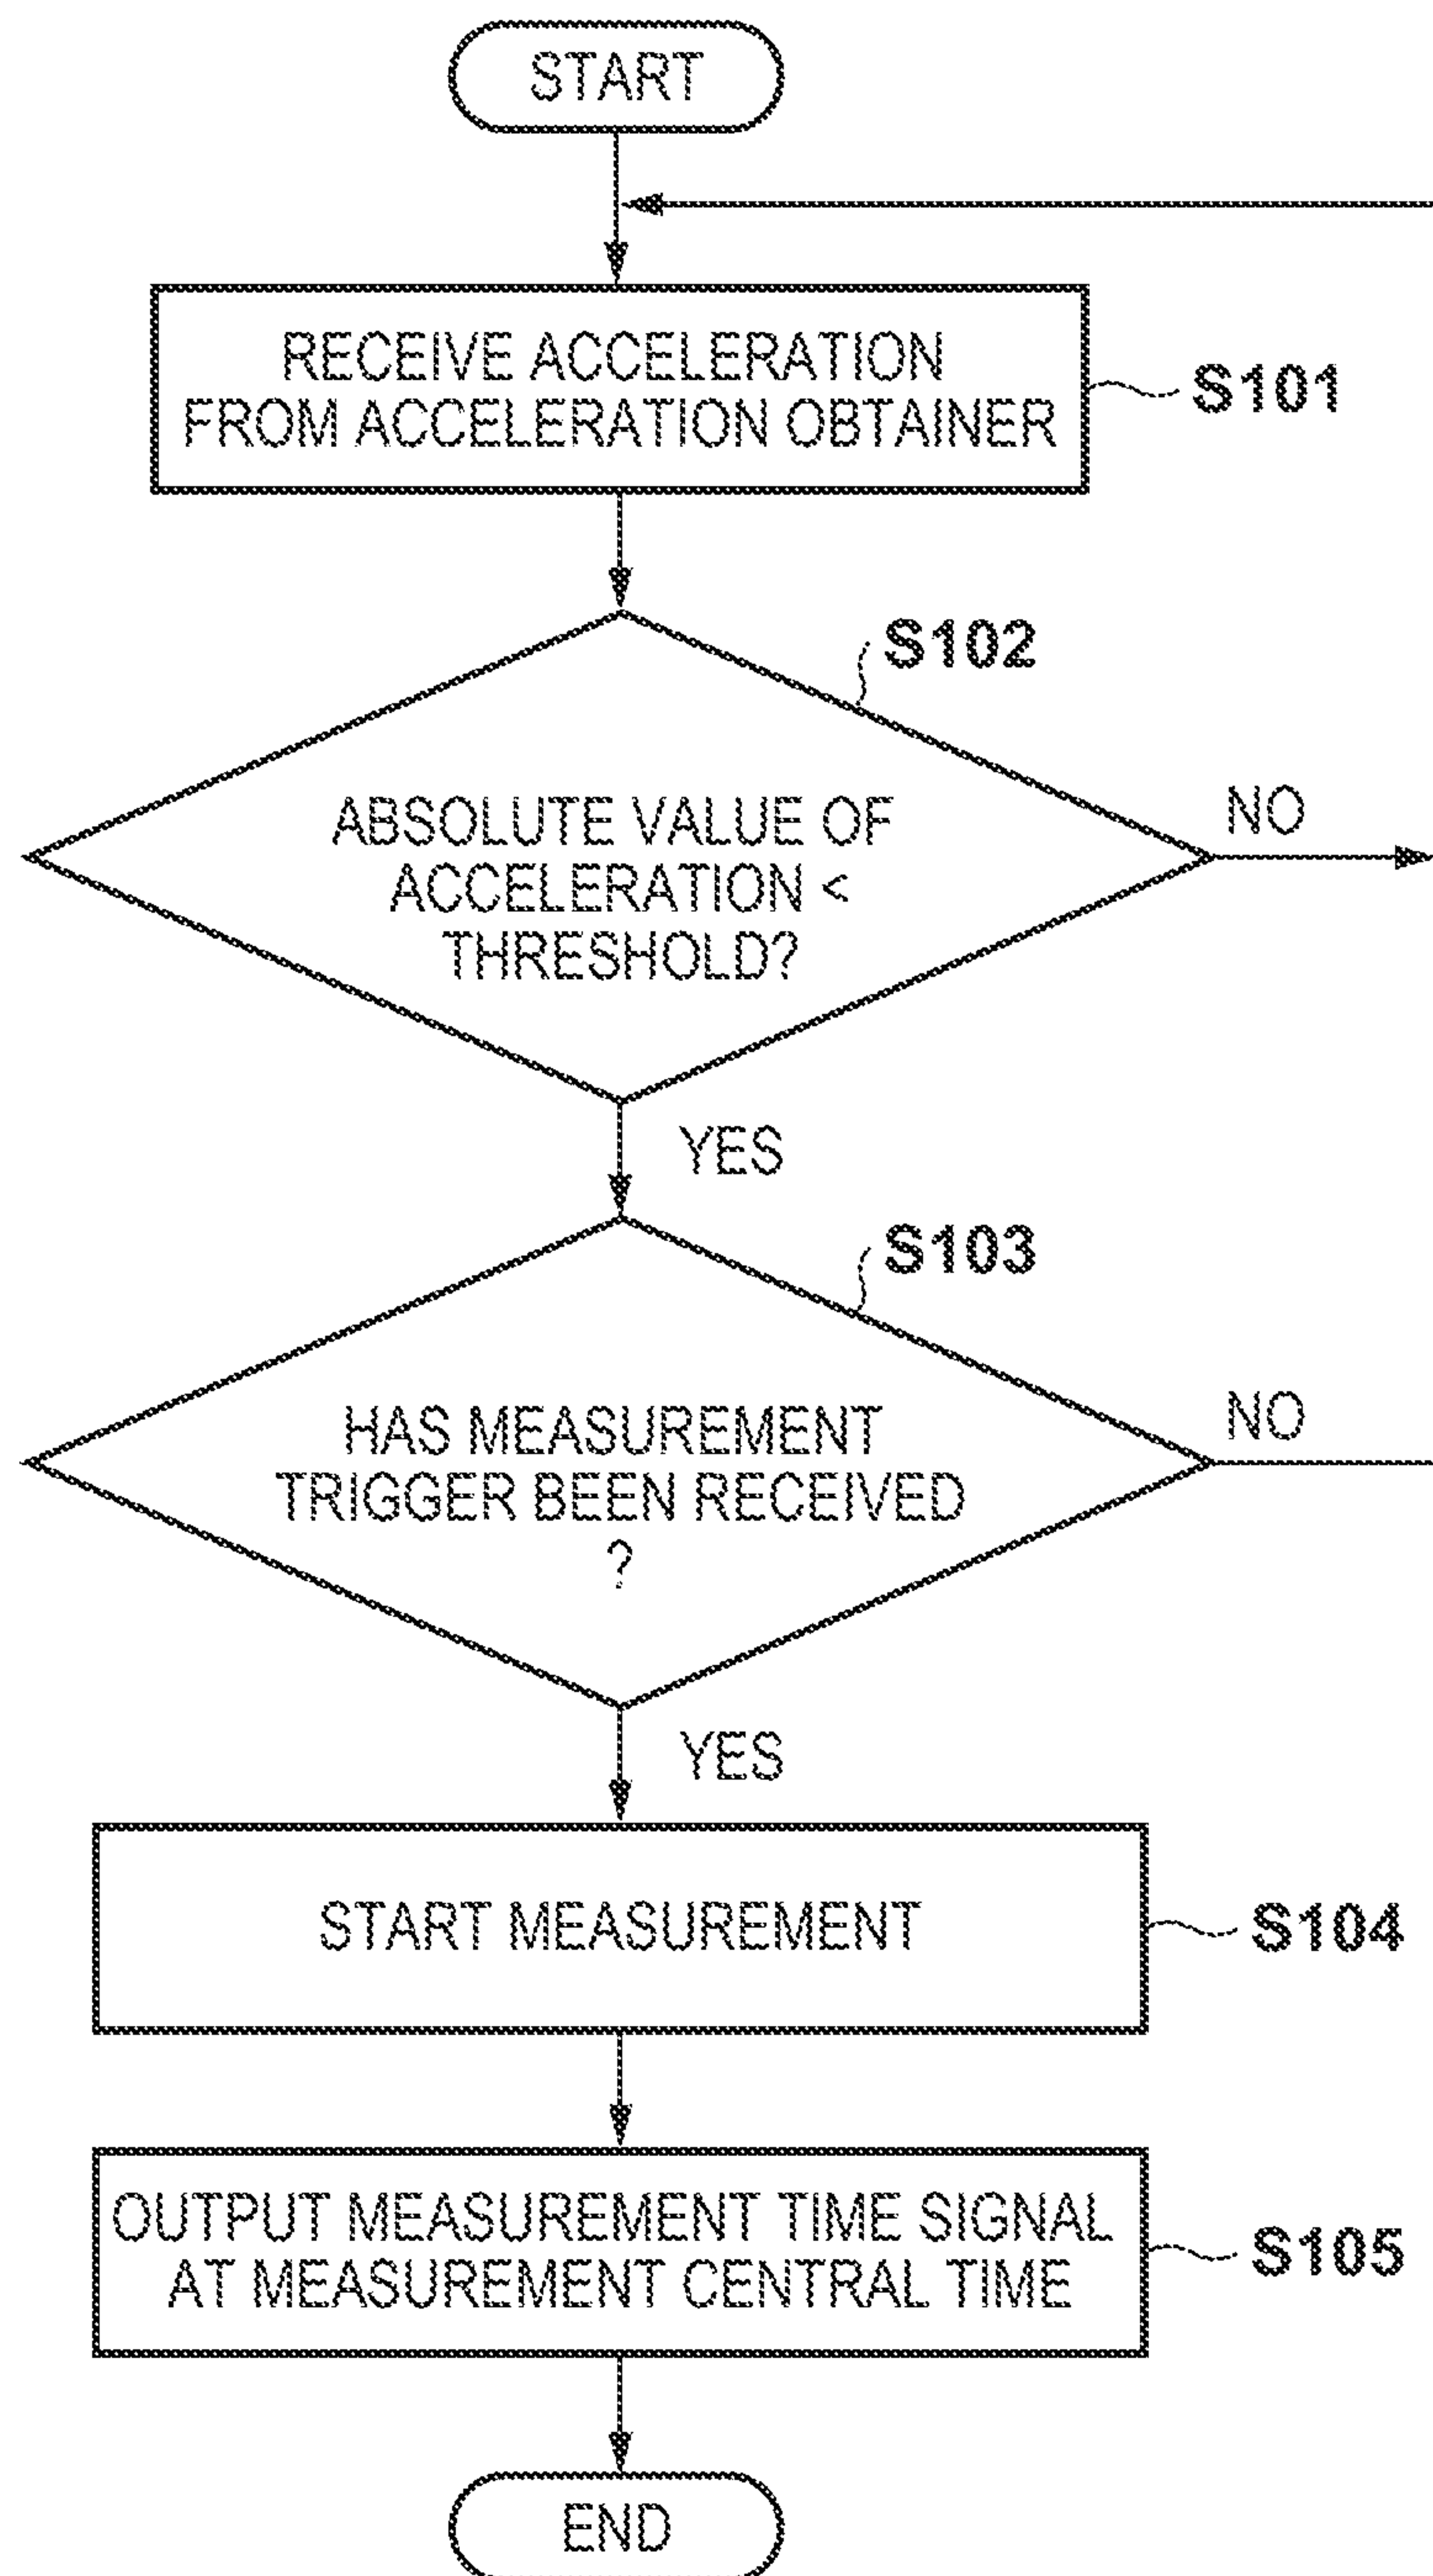 START
RECEIVE ACCELERATION
FROM ACCELERATION OBTAINER
S101
S102
ABSOLUTE VALUE OF
ACCELERATION <
THRESHOLD?
NO
YES
S103
HAS MEASUREMENT
TRIGGER BEEN RECEIVED
?
NO
YES
START MEASUREMENT
S104
OUTPUT MEASUREMENT TIME SIGNAL
AT MEASUREMENT CENTRAL TIME
S105
END